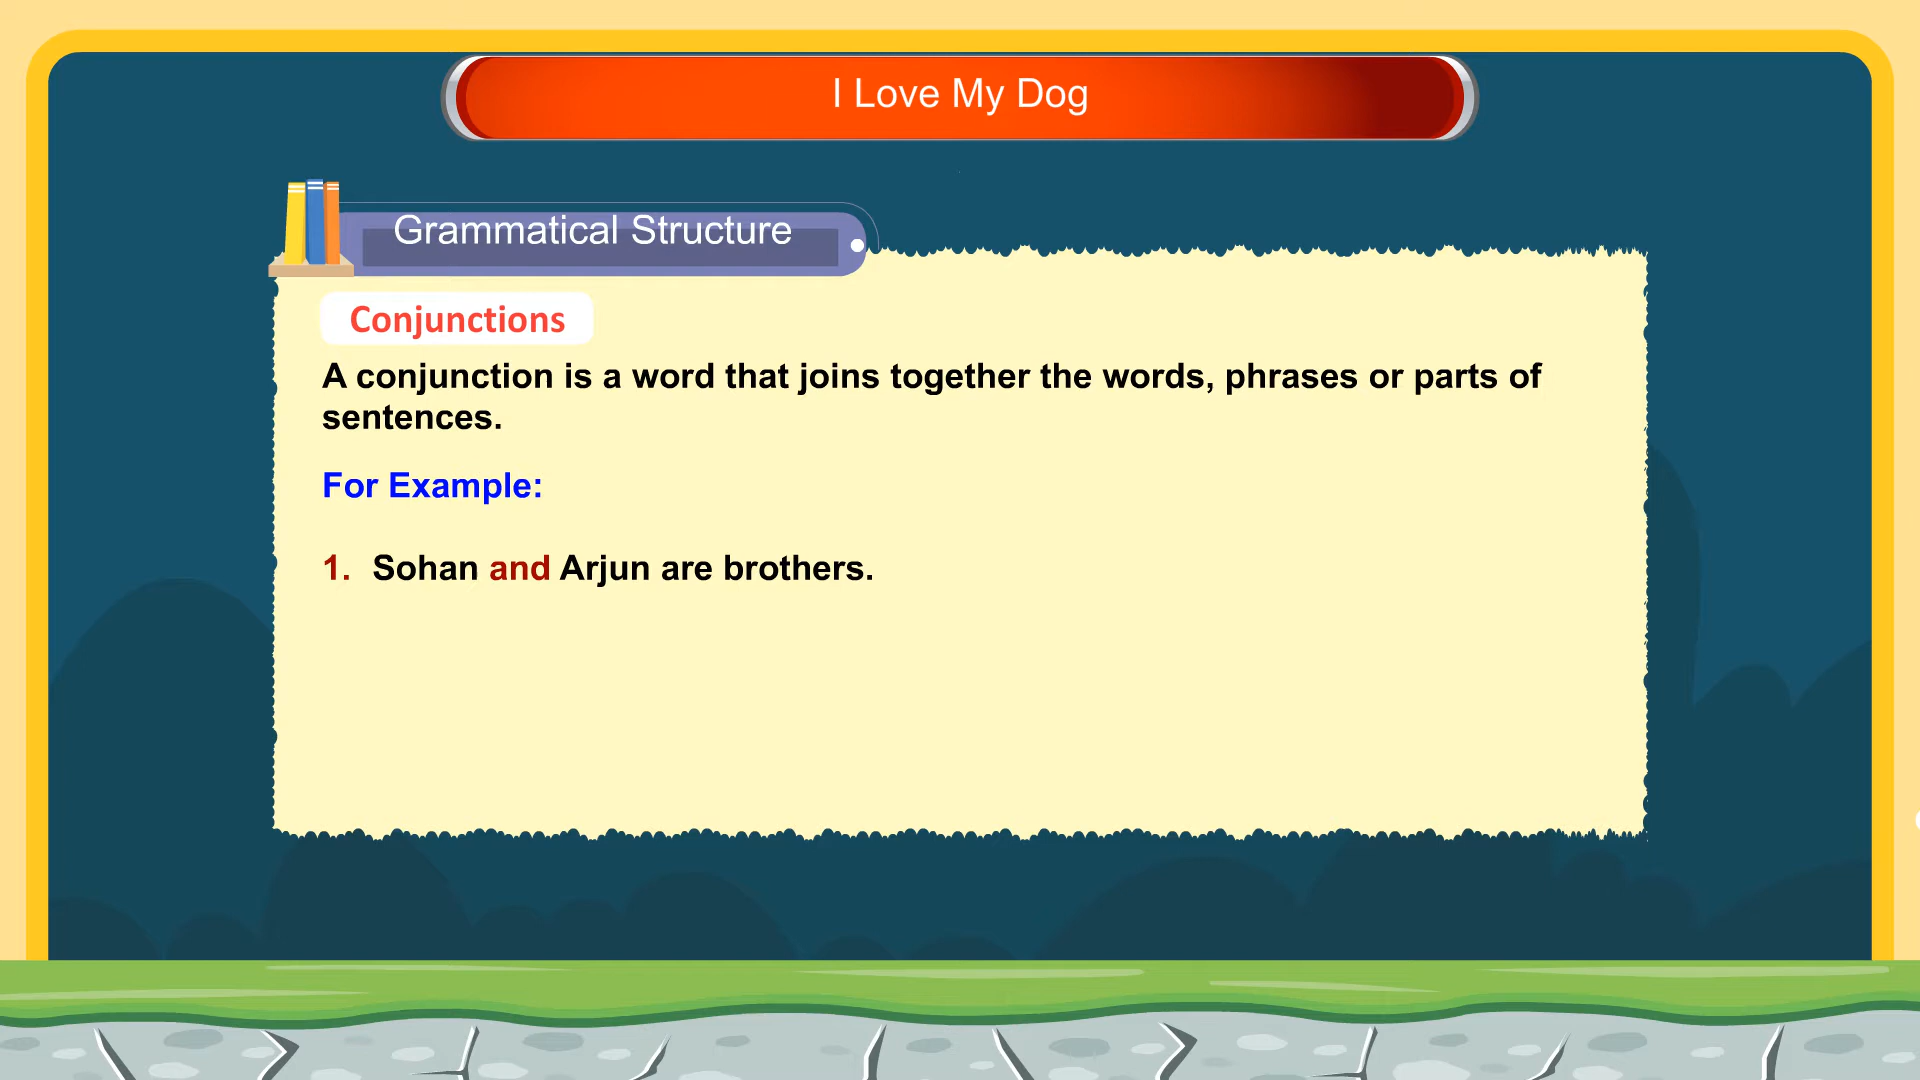 I Love My Dog
Grammatical Structure
Conjunctions
A conjunction is a word that joins together the words, phrases or parts of
sentences.
For Example:
1. Sohan and Arjun are brothers.